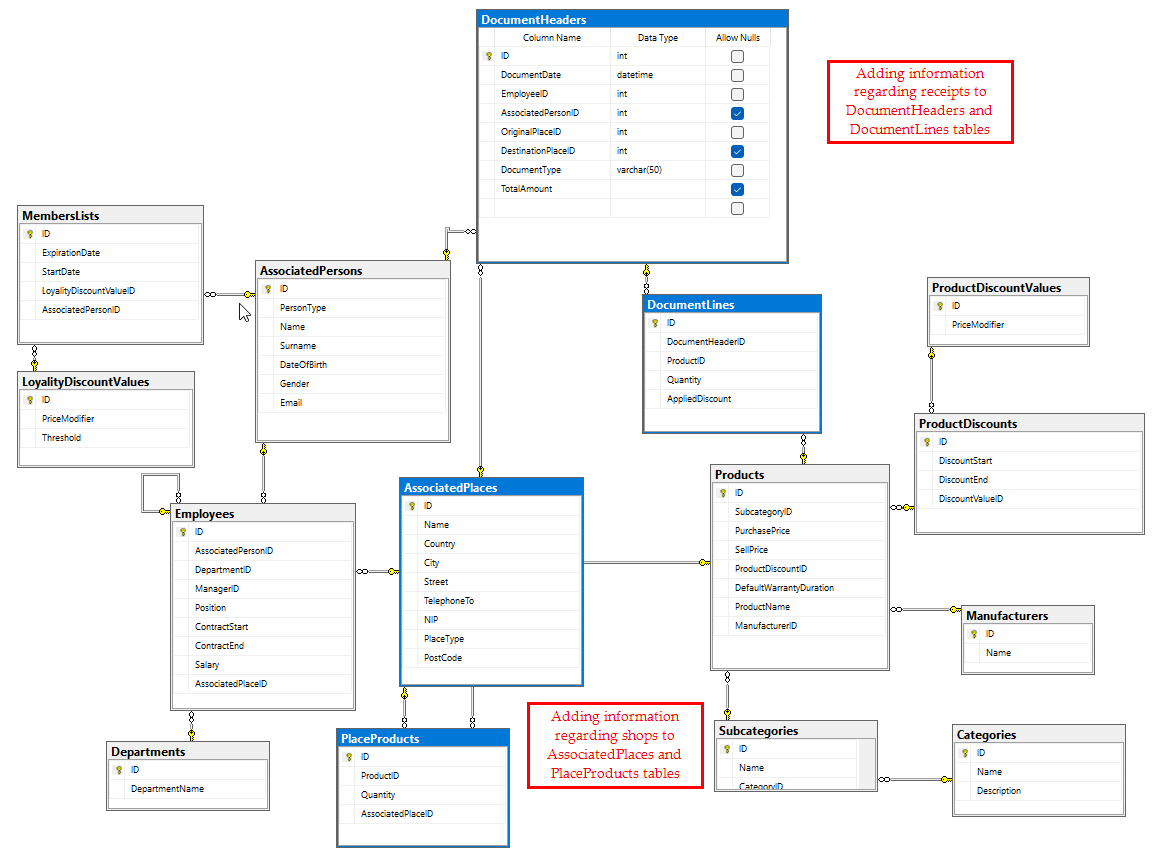 DocumentHeaders
Column Name Data Type Allow Nulls
ID int
DocumentDate datetime
EmployeeID int
AssociatedPersonID int
OriginalPlaceID int
DestinationPlaceID int
DocumentType varchar(50)
TotalAmount
Adding information
regarding receipts to
DocumentHeaders and
DocumentLines tables
MembersLists
ID
ExpirationDate
StartDate
LoyalityDiscountValueID
AssociatedPersonID
AssociatedPersons
ID
PersonType
Name
Surname
DateOfBirth
Gender
Email
DocumentLines
ID
DocumentHeaderID
ProductID
Quantity
AppliedDiscount
ProductDiscountValues
ID
PriceModifier
LoyalityDiscountValues
ID
PriceModifier
Threshold
ProductDiscounts
ID
DiscountStart
DiscountEnd
DiscountValueID
Employees
ID
AssociatedPersonID
DepartmentID
ManagerID
Position
ContractStart
ContractEnd
Salary
AssociatedPlaceID
AssociatedPlaces
ID
Name
Country
City
Street
TelephoneTo
NIP
PlaceType
PostCode
Products
ID
SubcategoryID
PurchasePrice
SellPrice
ProductDiscountID
DefaultWarrantyDuration
ProductName
ManufacturerID
Manufacturers
ID
Name
Departments
ID
DepartmentName
PlaceProducts
ID
ProductID
Quantity
AssociatedPlaceID
Adding information
regarding shops to
AssociatedPlaces and
PlaceProducts tables
Subcategories
ID
Name
CategoryID
Categories
ID
Name
Description